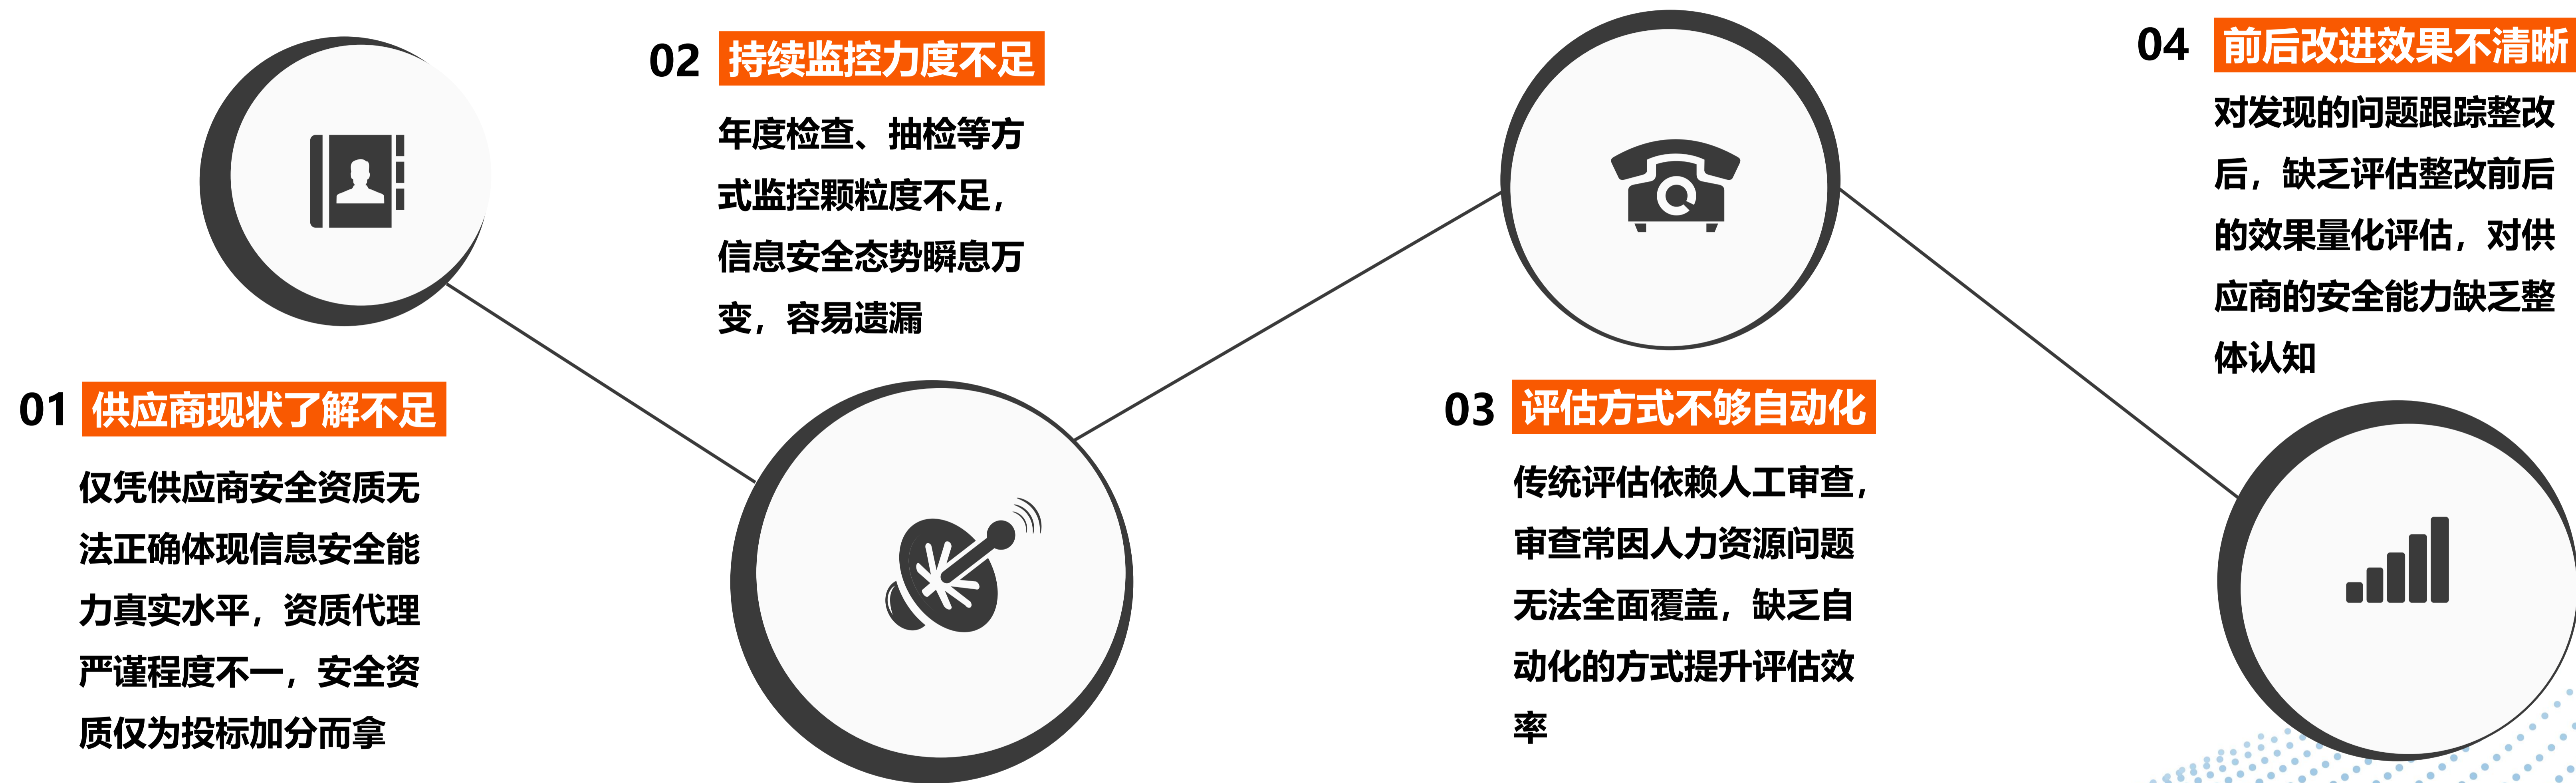 01 供应商现状了解不足
仅凭供应商安全资质无
法正确体现信息安全能
力真实水平，资质代理
严谨程度不一，安全资
质仅为投标加分而拿
02 持续监控力度不足
年度检查、抽检等方
式监控颗粒度不足，
信息安全态势瞬息万
变，容易遗漏
03 评估方式不够自动化
传统评估依赖人工审查，
审查常因人力资源问题
无法全面覆盖，缺乏自
动化的方式提升评估效
率
04 前后改进效果不清晰
对发现的问题跟踪整改
后，缺乏评估整改前后
的效果量化评估，对供
应商的安全能力缺乏整
体认知